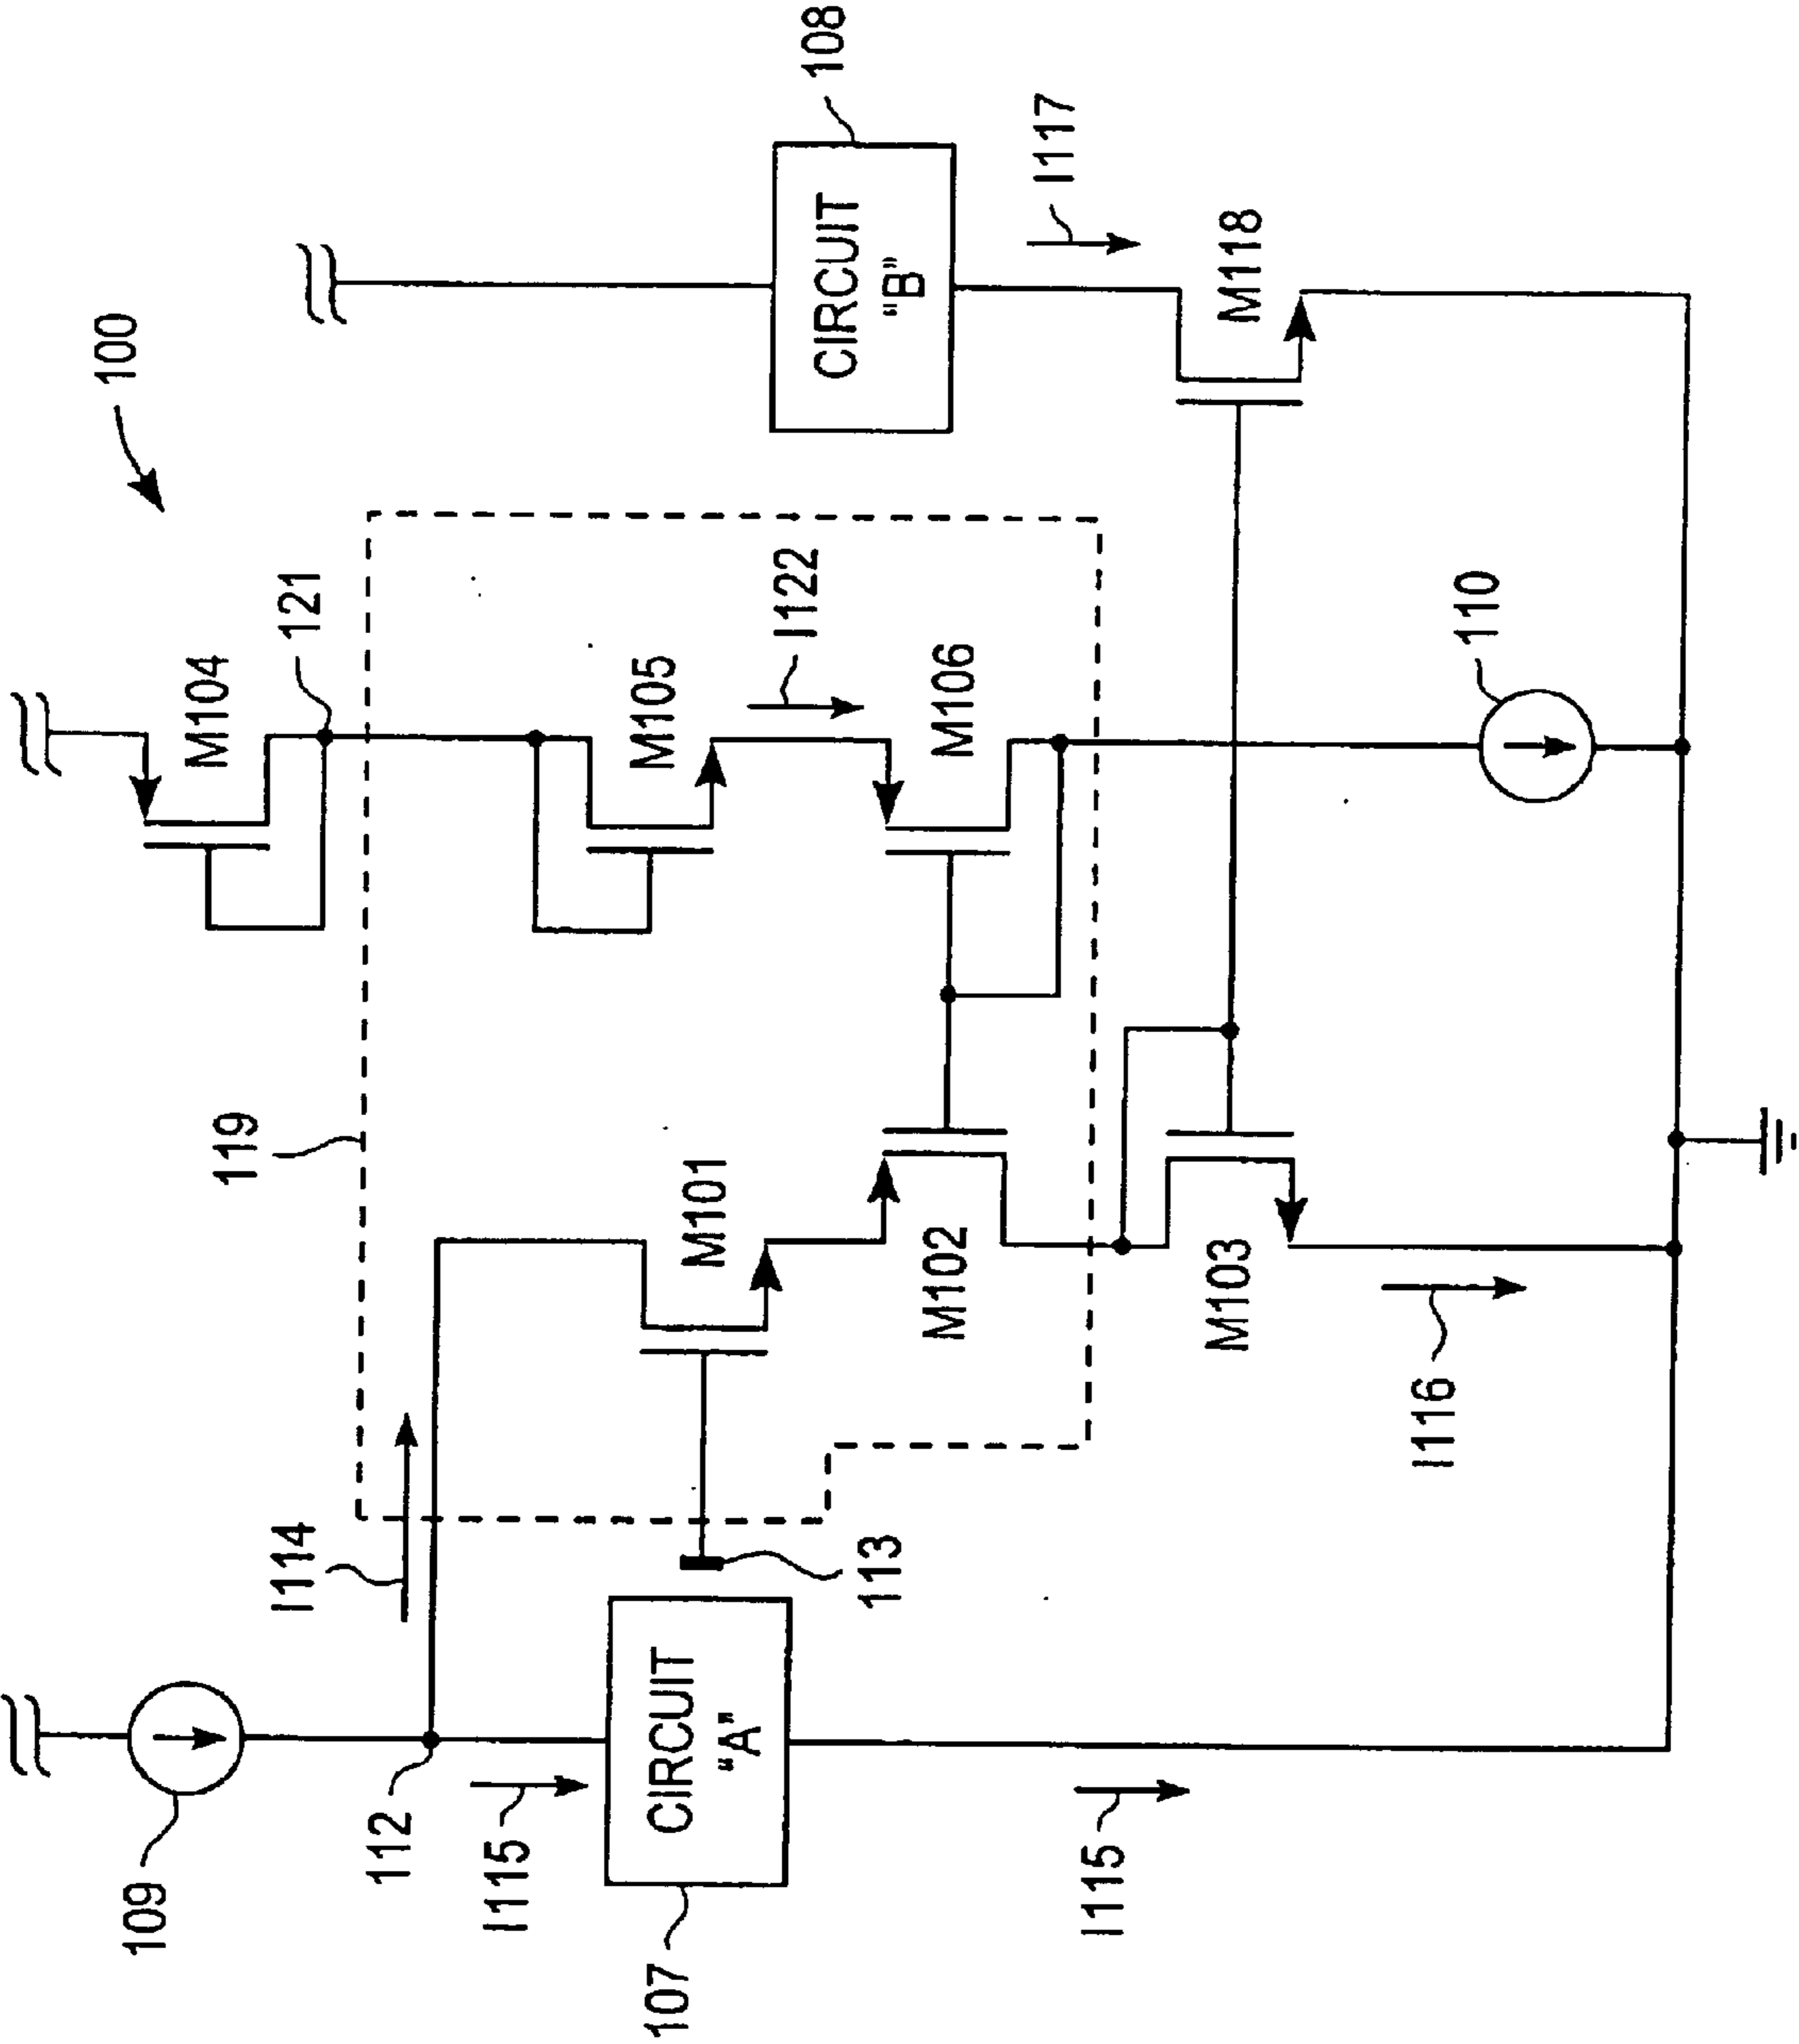 100
109
112
I114
I115
107
CIRCUIT
"A"
I115
113
119
M101
M102
M103
I116
M104
121
M105
I122
M106
110
108
CIRCUIT
"B"
I117
M118